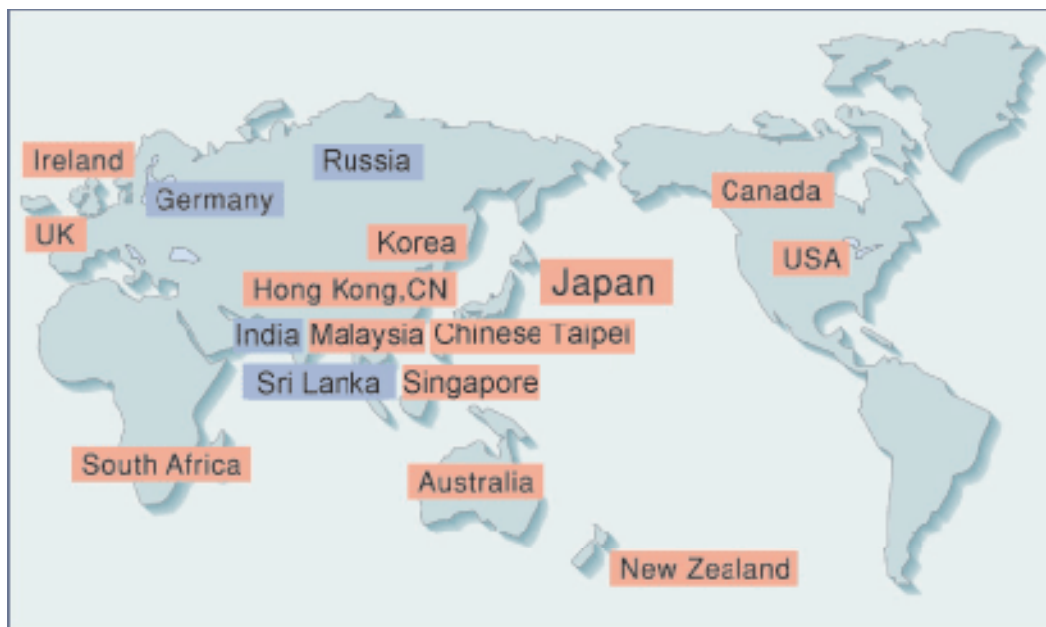 Ireland
Russia
Germany
Canada
UK
Korea
USA
Hong Kong,CN
Japan
India
Malaysia
Chinese Taipei
Sri Lanka
Singapore
South Africa
Australia
New Zealand